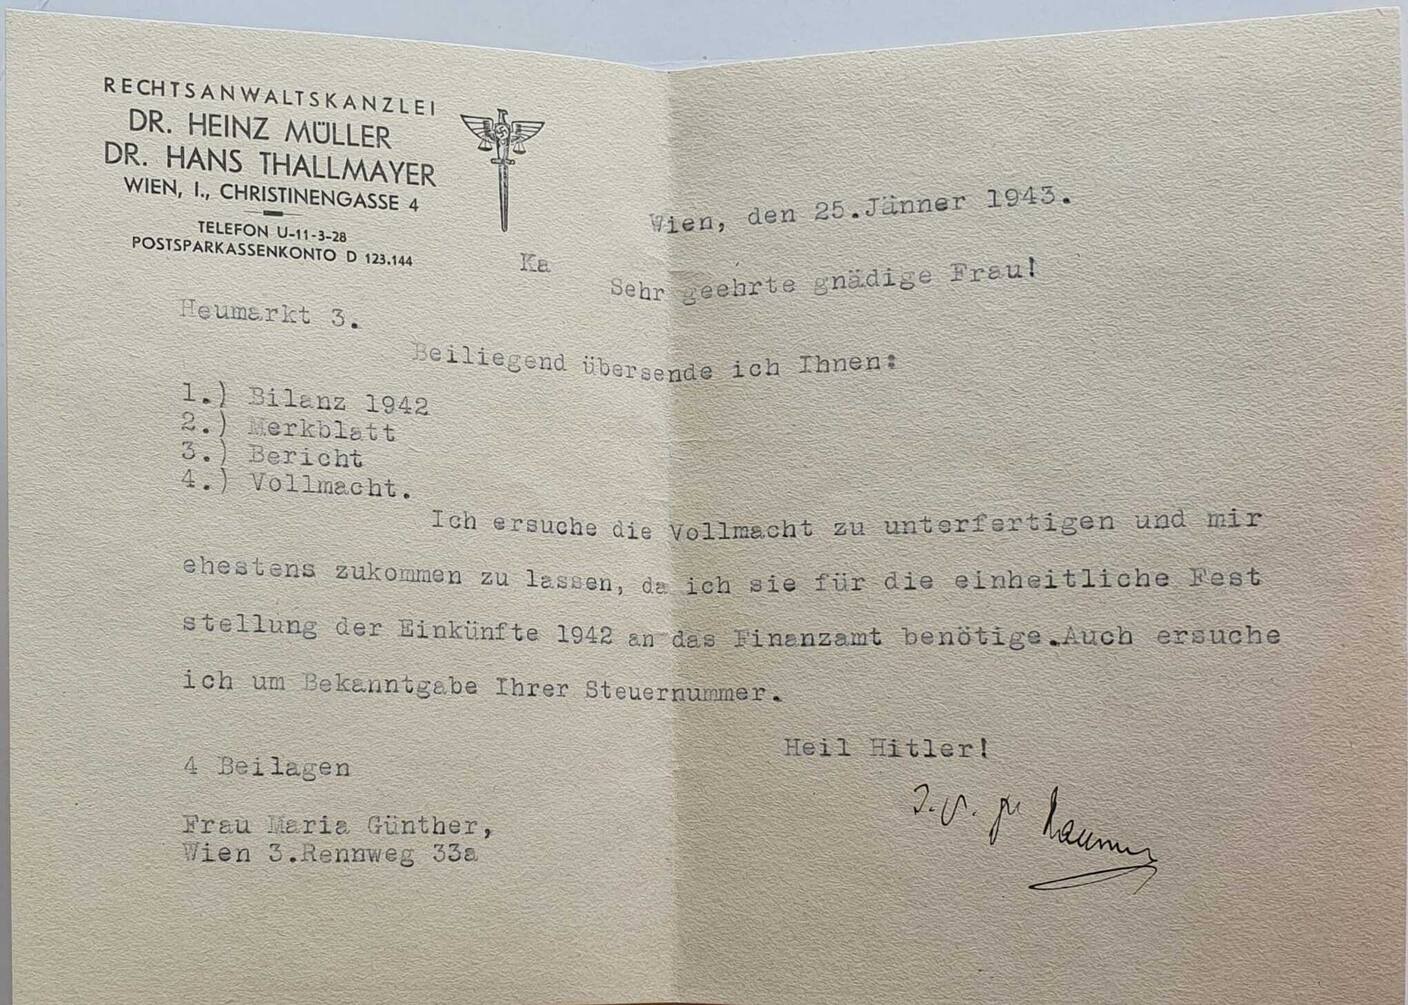 RECHTSANWALTSKANZLEI
DR. HEINZ MÜLLER
DR. HANS THALLMAYER
WIEN, I., CHRISTINENGASSE 4
TELEFON U-11-3-28
POSTSPARKASSENKONTO D 123.144
Wien, den 25.Jänner 1943.
Ka
Sehr geehrte gnädige Frau!
Heumarkt 3.
Beiliegend übersende ich Ihnen:
1.) Bilanz 1942
2.) Merkblatt
3.) Bericht
4.) Vollmacht.
Ich ersuche die Vollmacht zu unterfertigen und mir
ehestens zukommen zu lassen, da ich sie für die einheitliche Fest
stellung der Einkünfte 1942 an das Finanzamt benötige.Auch ersuche
ich um Bekanntgabe Ihrer Steuernummer.
Heil Hitler!
4 Beilagen
Frau Maria Günther,
Wien 3.Rennweg 33a